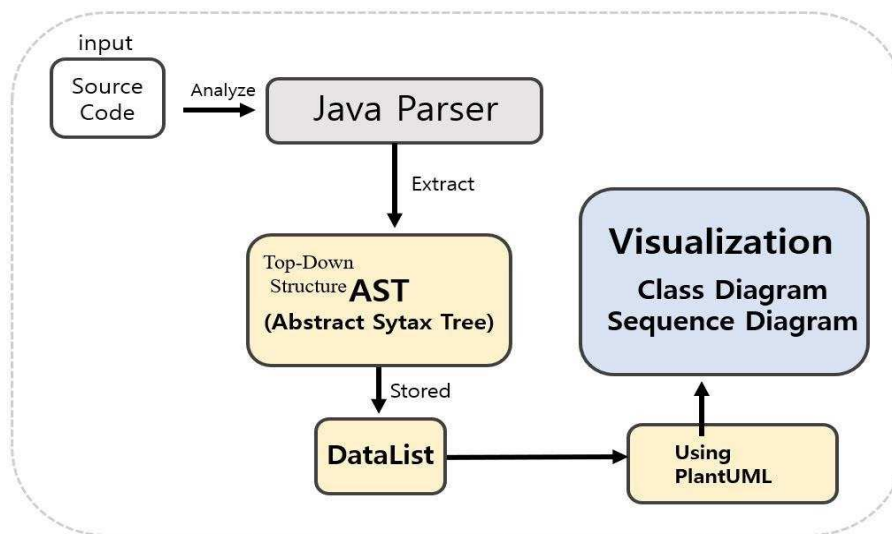 input
Source
Code
Analyze
Java Parser
Extract
Top-Down
Structure AST
(Abstract Sytax Tree)
Stored
DataList
Using
PlantUML
Visualization
Class Diagram
Sequence Diagram